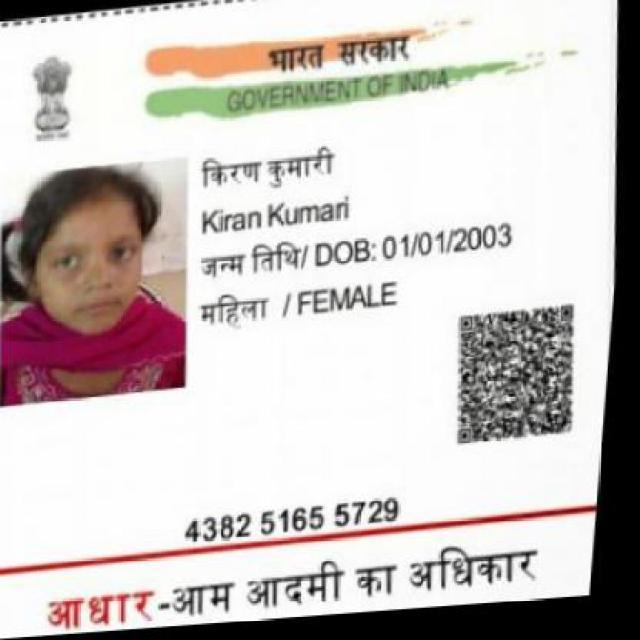 भारत सरकार
GOVERNMENT OF INDIA
किरण कुमारी
Kiran Kumari
जन्म तिथि/ DOB: 01/01/2003
महिला / FEMALE
4382 5165 5729
आधार-आम आदमी का अधिकार